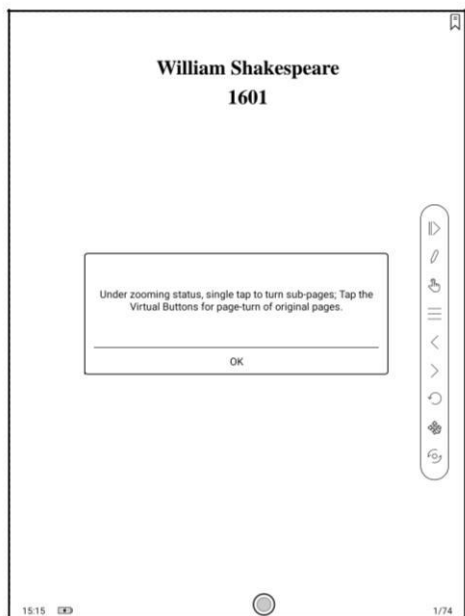 William Shakespeare
1601
Under zooming status, single tap to turn sub-pages; Tap the
Virtual Buttons for page-turn of original pages.
OK
15:15
1/74